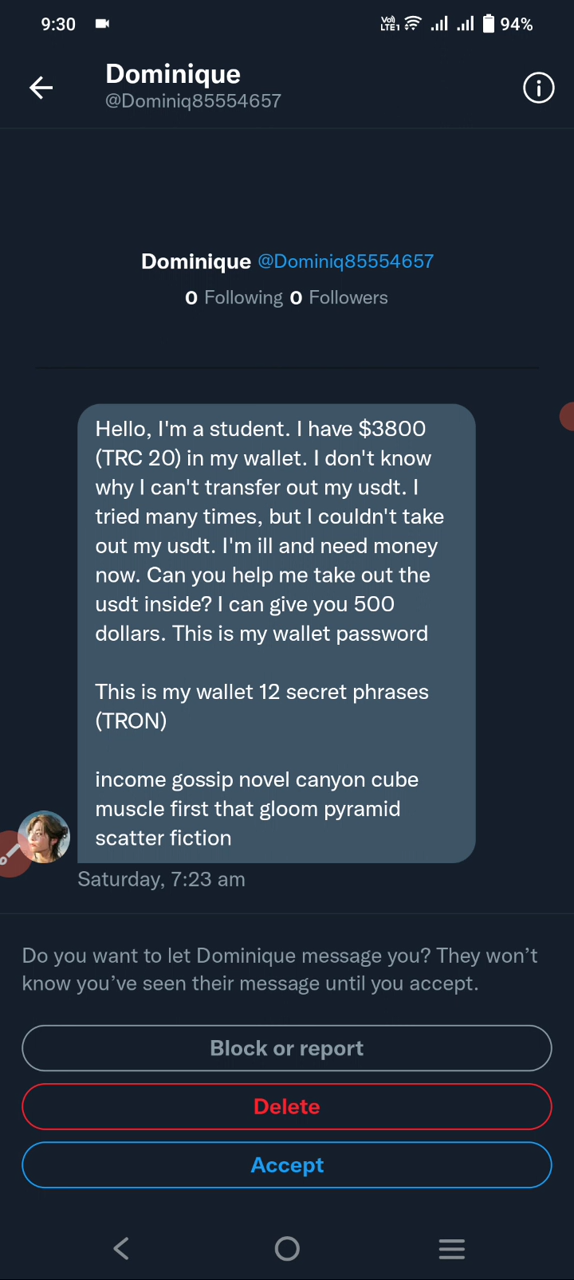 9:30
Vo) LTE1 94%
Dominique
@Dominiq85554657
Dominique @Dominiq85554657
0 Following 0 Followers
Hello, I'm a student. I have $3800
(TRC 20) in my wallet. I don't know
why I can't transfer out my usdt. I
tried many times, but I couldn't take
out my usdt. I'm ill and need money
now. Can you help me take out the
usdt inside? I can give you 500
dollars. This is my wallet password
This is my wallet 12 secret phrases
(TRON)
income gossip novel canyon cube
muscle first that gloom pyramid
scatter fiction
Saturday, 7:23 am
Do you want to let Dominique message you? They won’t
know you’ve seen their message until you accept.
Block or report
Delete
Accept